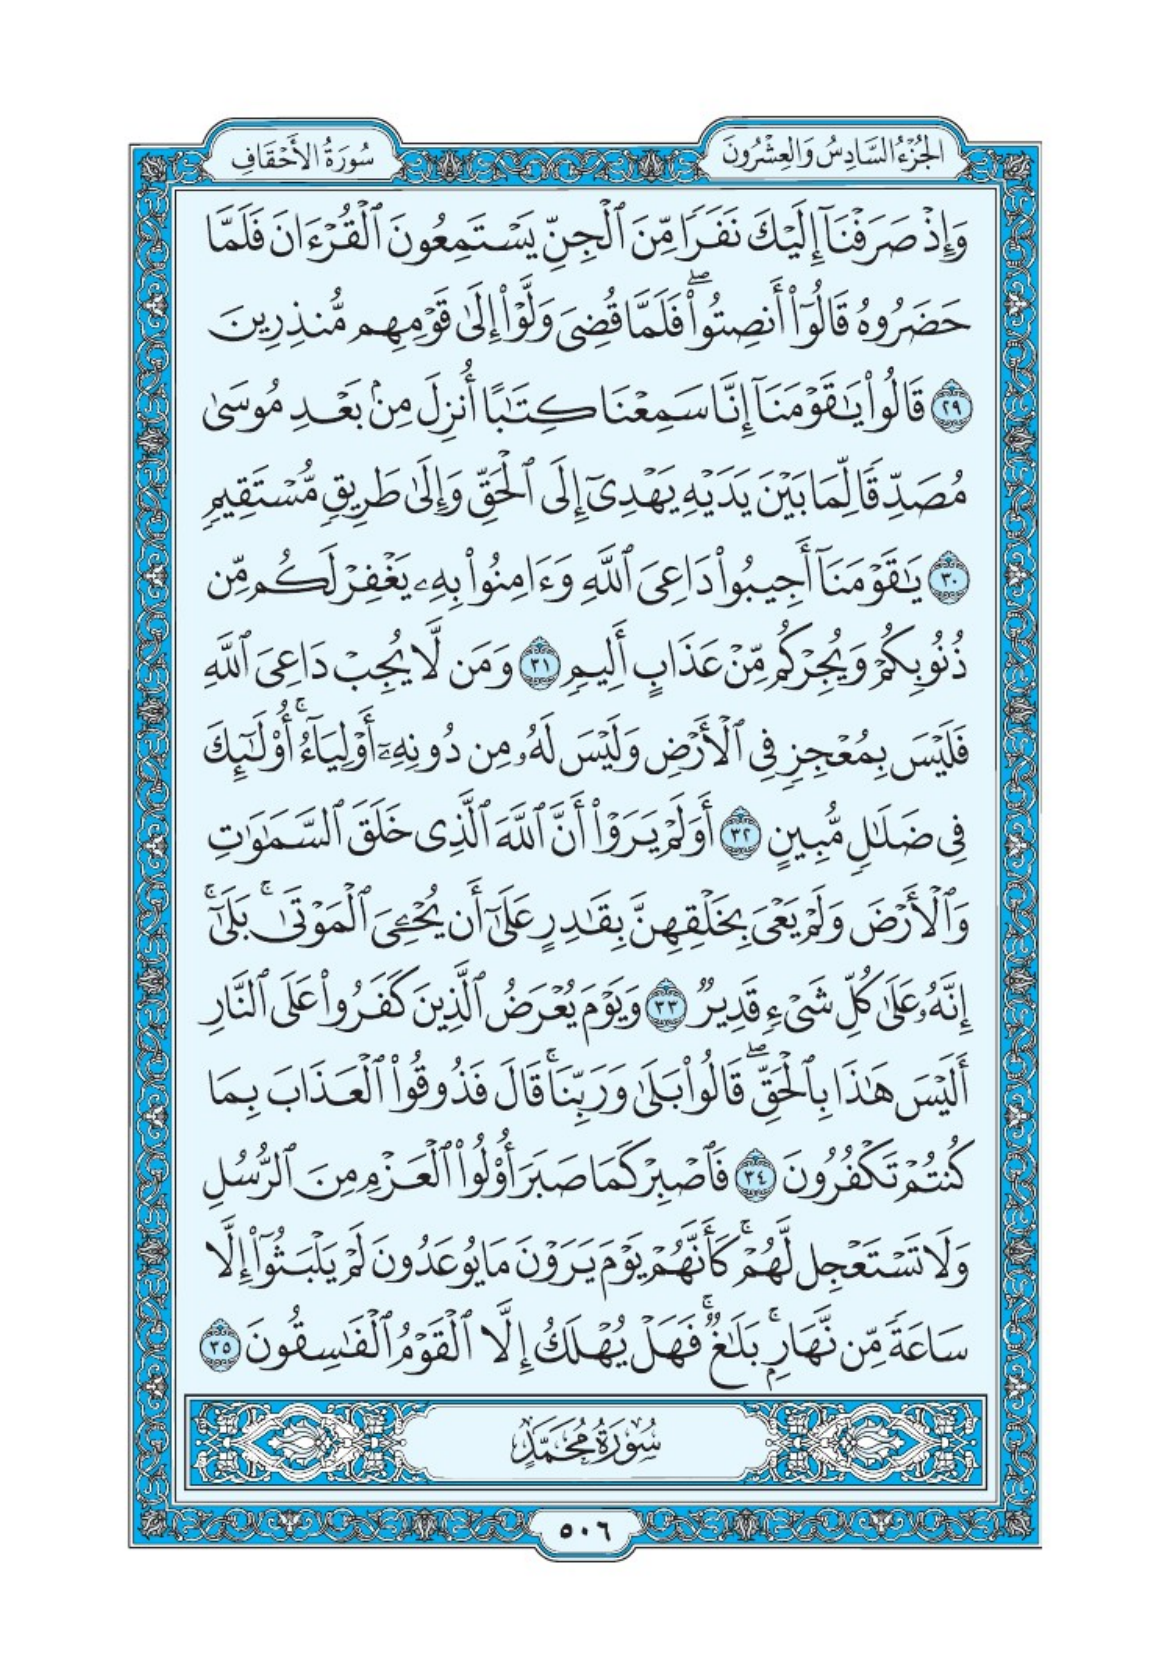 الجُزْءُ السَّادِسُ وَالعِشْرُونَ
سُورَةُ الأَحْقَافِ
وَإِذْ صَرَفْنَآ إِلَيْكَ نَفَرًا مِّنَ ٱلْجِنِّ يَسْتَمِعُونَ ٱلْقُرْءَانَ فَلَمَّا
حَضَرُوهُ قَالُوٓا۟ أَنصِتُوا۟ ۖ فَلَمَّا قُضِىَ وَلَّوْا۟ إِلَىٰ قَوْمِهِم مُّنذِرِينَ
٢٩ قَالُوا۟ يَـٰقَوْمَنَآ إِنَّا سَمِعْنَا كِتَـٰبًا أُنزِلَ مِنۢ بَعْدِ مُوسَىٰ
مُصَدِّقًا لِّمَا بَيْنَ يَدَيْهِ يَهْدِىٓ إِلَى ٱلْحَقِّ وَإِلَىٰ طَرِيقٍ مُّسْتَقِيمٍ
٣٠ يَـٰقَوْمَنَآ أَجِيبُوا۟ دَاعِىَ ٱللَّهِ وَءَامِنُوا۟ بِهِۦ يَغْفِرْ لَكُم مِّن
ذُنُوبِكُمْ وَيُجِرْكُم مِّنْ عَذَابٍ أَلِيمٍ ٣١ وَمَن لَّا يُجِبْ دَاعِىَ ٱللَّهِ
فَلَيْسَ بِمُعْجِزٍ فِى ٱلْأَرْضِ وَلَيْسَ لَهُۥ مِن دُونِهِۦٓ أَوْلِيَآءُ ۚ أُو۟لَـٰٓئِكَ
فِى ضَلَـٰلٍ مُّبِينٍ ٣٢ أَوَلَمْ يَرَوْا۟ أَنَّ ٱللَّهَ ٱلَّذِى خَلَقَ ٱلسَّمَـٰوَٰتِ
وَٱلْأَرْضَ وَلَمْ يَعْىَ بِخَلْقِهِنَّ بِقَـٰدِرٍ عَلَىٰٓ أَن يُحْـِۧىَ ٱلْمَوْتَىٰ ۚ بَلَىٰٓ ۚ
إِنَّهُۥ عَلَىٰ كُلِّ شَىْءٍ قَدِيرٌ ٣٣ وَيَوْمَ يُعْرَضُ ٱلَّذِينَ كَفَرُوا۟ عَلَى ٱلنَّارِ
أَلَيْسَ هَـٰذَا بِٱلْحَقِّ ۖ قَالُوا۟ بَلَىٰ وَرَبِّنَا ۚ قَالَ فَذُوقُوا۟ ٱلْعَذَابَ بِمَا
كُنتُمْ تَكْفُرُونَ ٣٤ فَٱصْبِرْ كَمَا صَبَرَ أُو۟لُوا۟ ٱلْعَزْمِ مِنَ ٱلرُّسُلِ
وَلَا تَسْتَعْجِل لَّهُمْ ۚ كَأَنَّهُمْ يَوْمَ يَرَوْنَ مَا يُوعَدُونَ لَمْ يَلْبَثُوٓا۟ إِلَّا
سَاعَةً مِّن نَّهَارٍۭ ۚ بَلَـٰغٌ ۚ فَهَلْ يُهْلَكُ إِلَّا ٱلْقَوْمُ ٱلْفَـٰسِقُونَ ٣٥
سُورَةُ مُحَمَّدٍ
٥٠٦